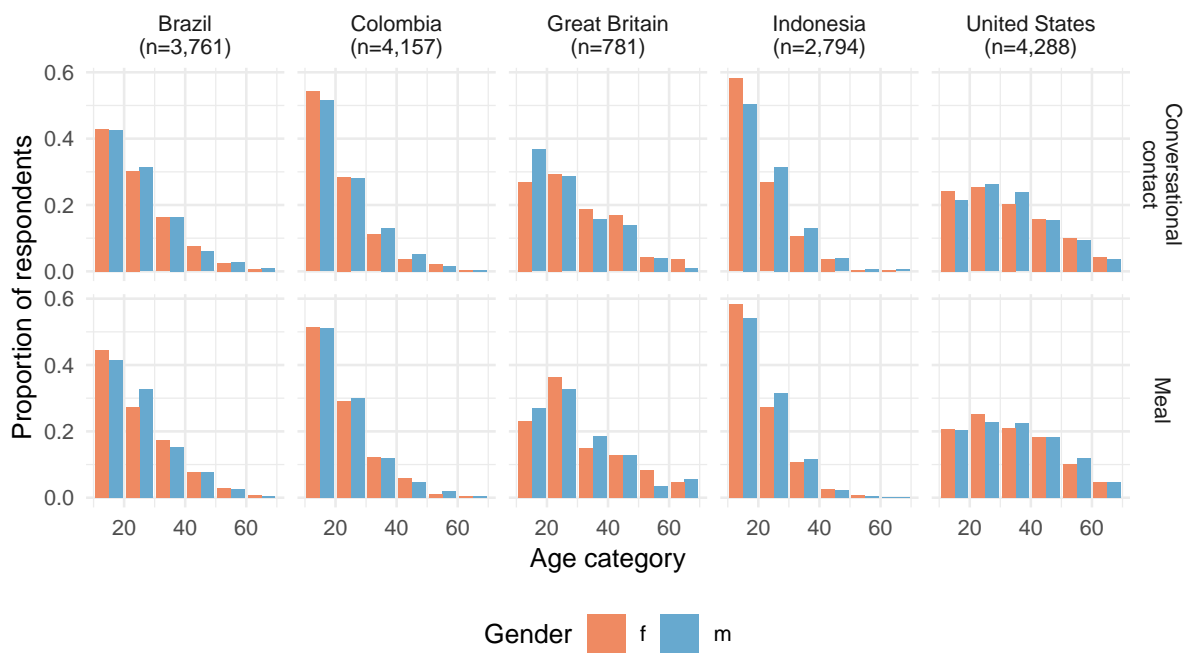 Brazil
(n=3,761)
Colombia
(n=4,157)
Great Britain
(n=781)
Indonesia
(n=2,794)
United States
(n=4,288)
Proportion of respondents
0.6
0.4
0.2
0.0
Conversational
contact
0.6
0.4
0.2
0.0
Meal
20 40 60
20 40 60
20 40 60
20 40 60
20 40 60
Age category
Gender f m